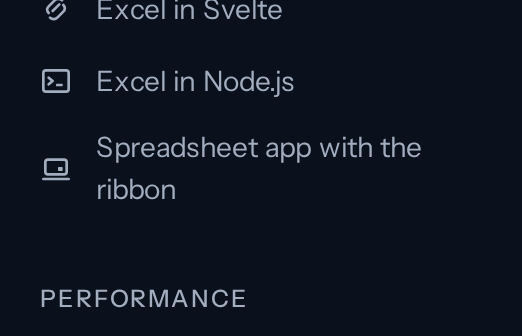 Excel in Svelte
Excel in Node.js
Spreadsheet app with the
ribbon
PERFORMANCE